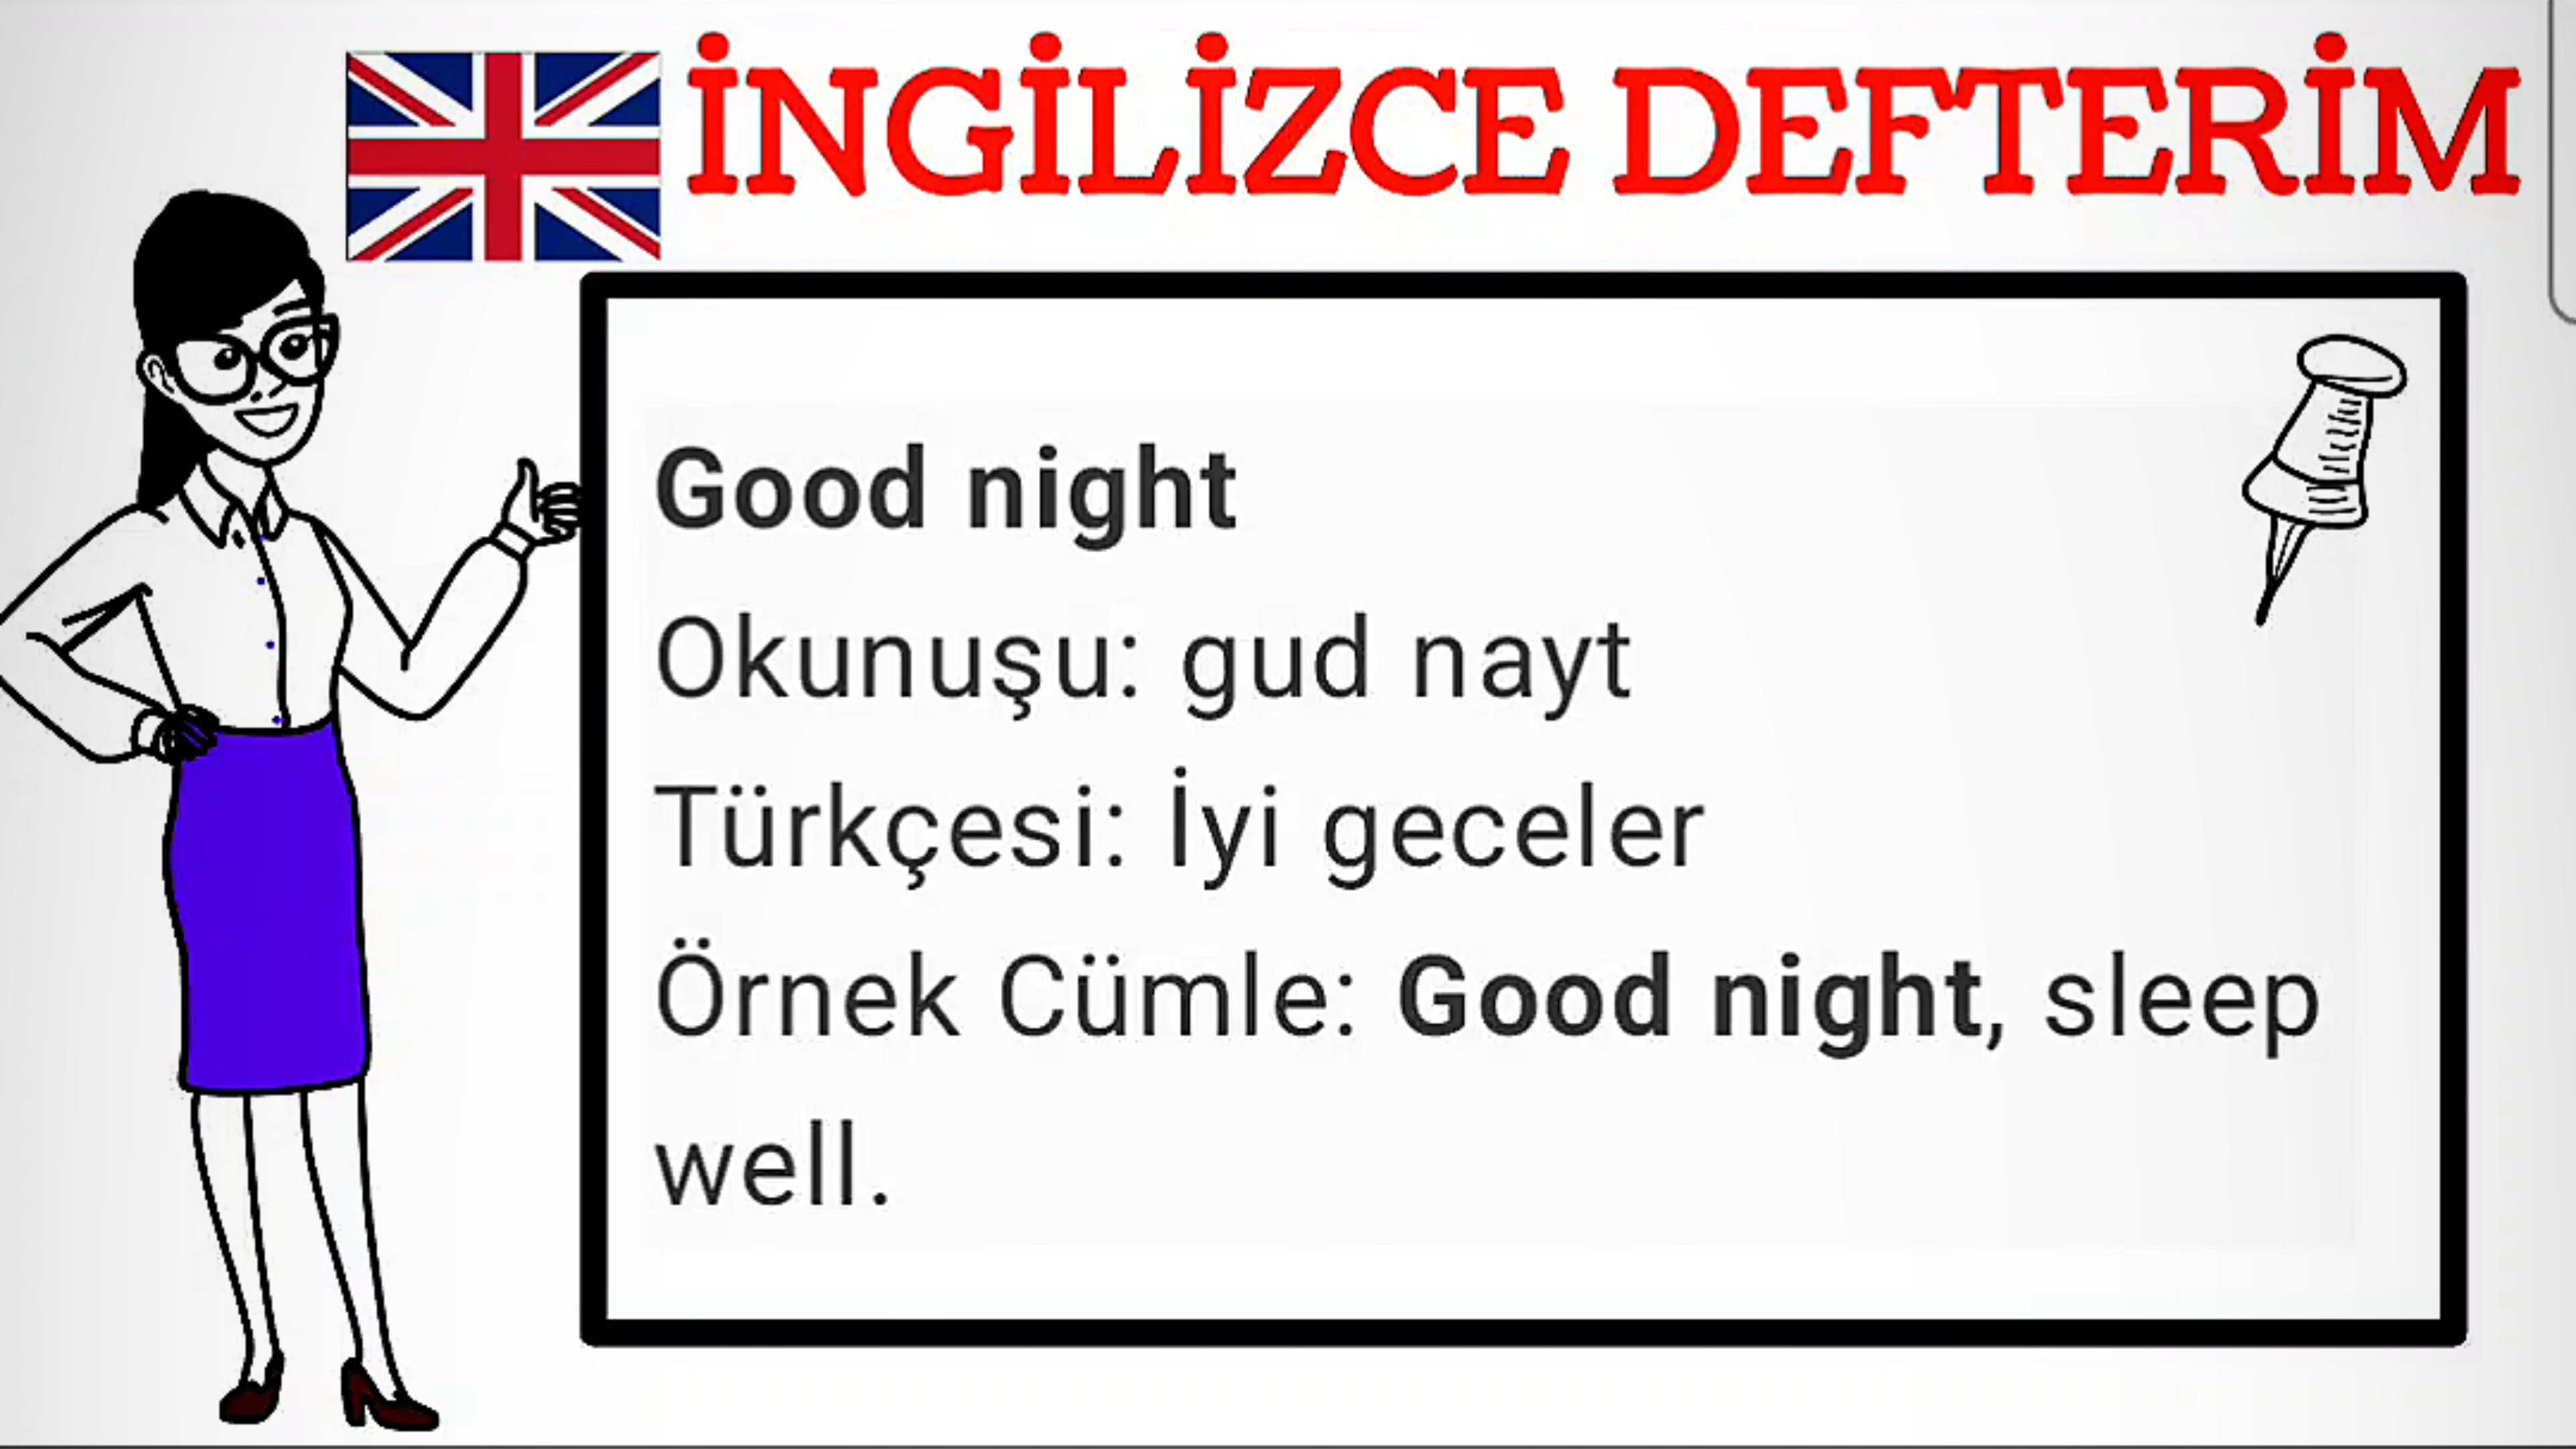 İNGİLİZCE DEFTERİM
Good night
Okunuşu: gud nayt
Türkçesi: İyi geceler
Örnek Cümle: Good night, sleep
well.